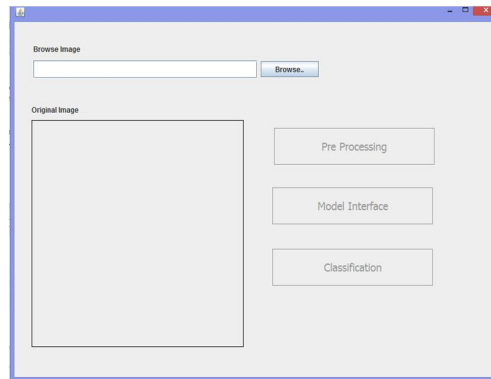 Browse Image
Browse..
Original Image
Pre Processing
Model Interface
Classification